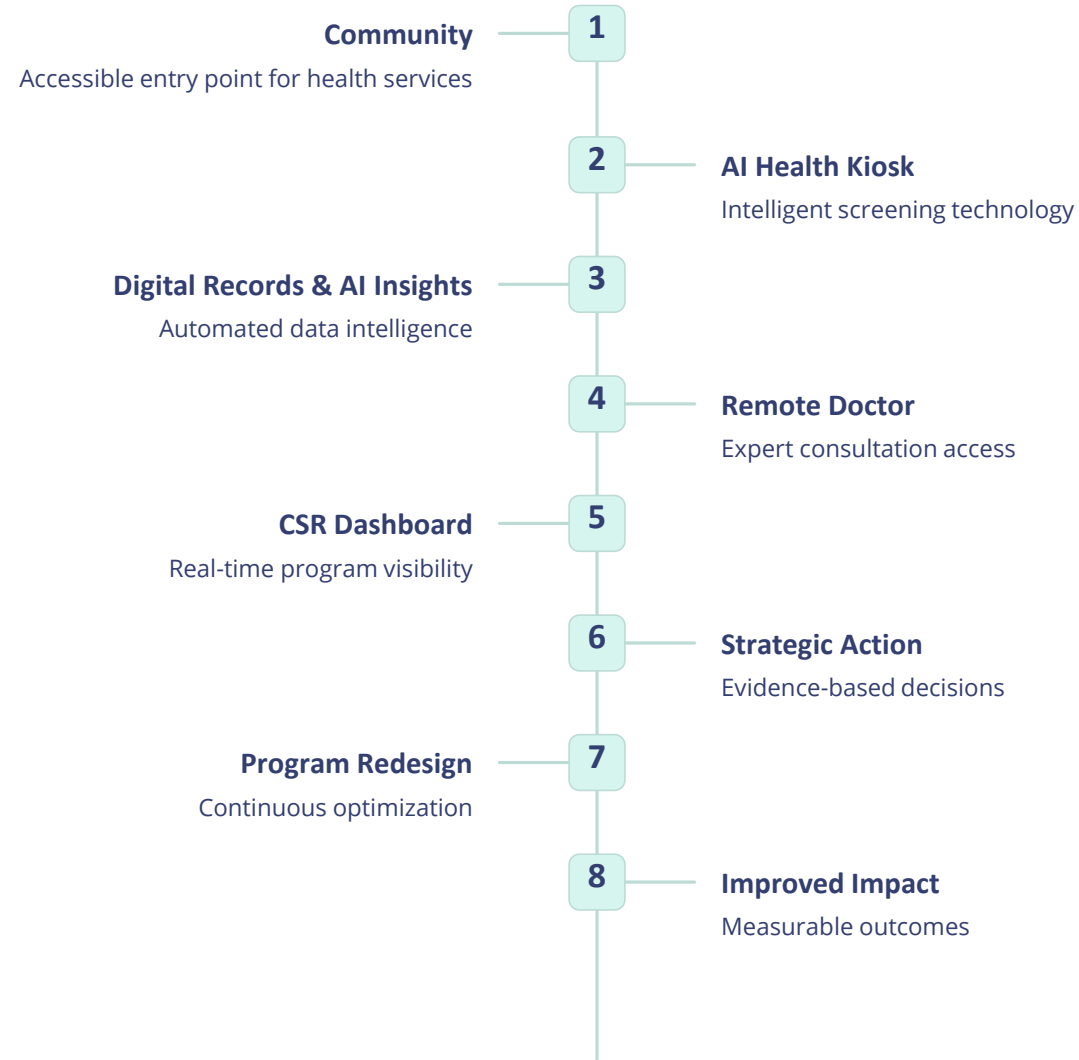 Community
1
Accessible entry point for health services
2
AI Health Kiosk
Intelligent screening technology
Digital Records & AI Insights
3
Automated data intelligence
4
Remote Doctor
Expert consultation access
CSR Dashboard
5
Real-time program visibility
6
Strategic Action
Evidence-based decisions
Program Redesign
7
Continuous optimization
8
Improved Impact
Measurable outcomes